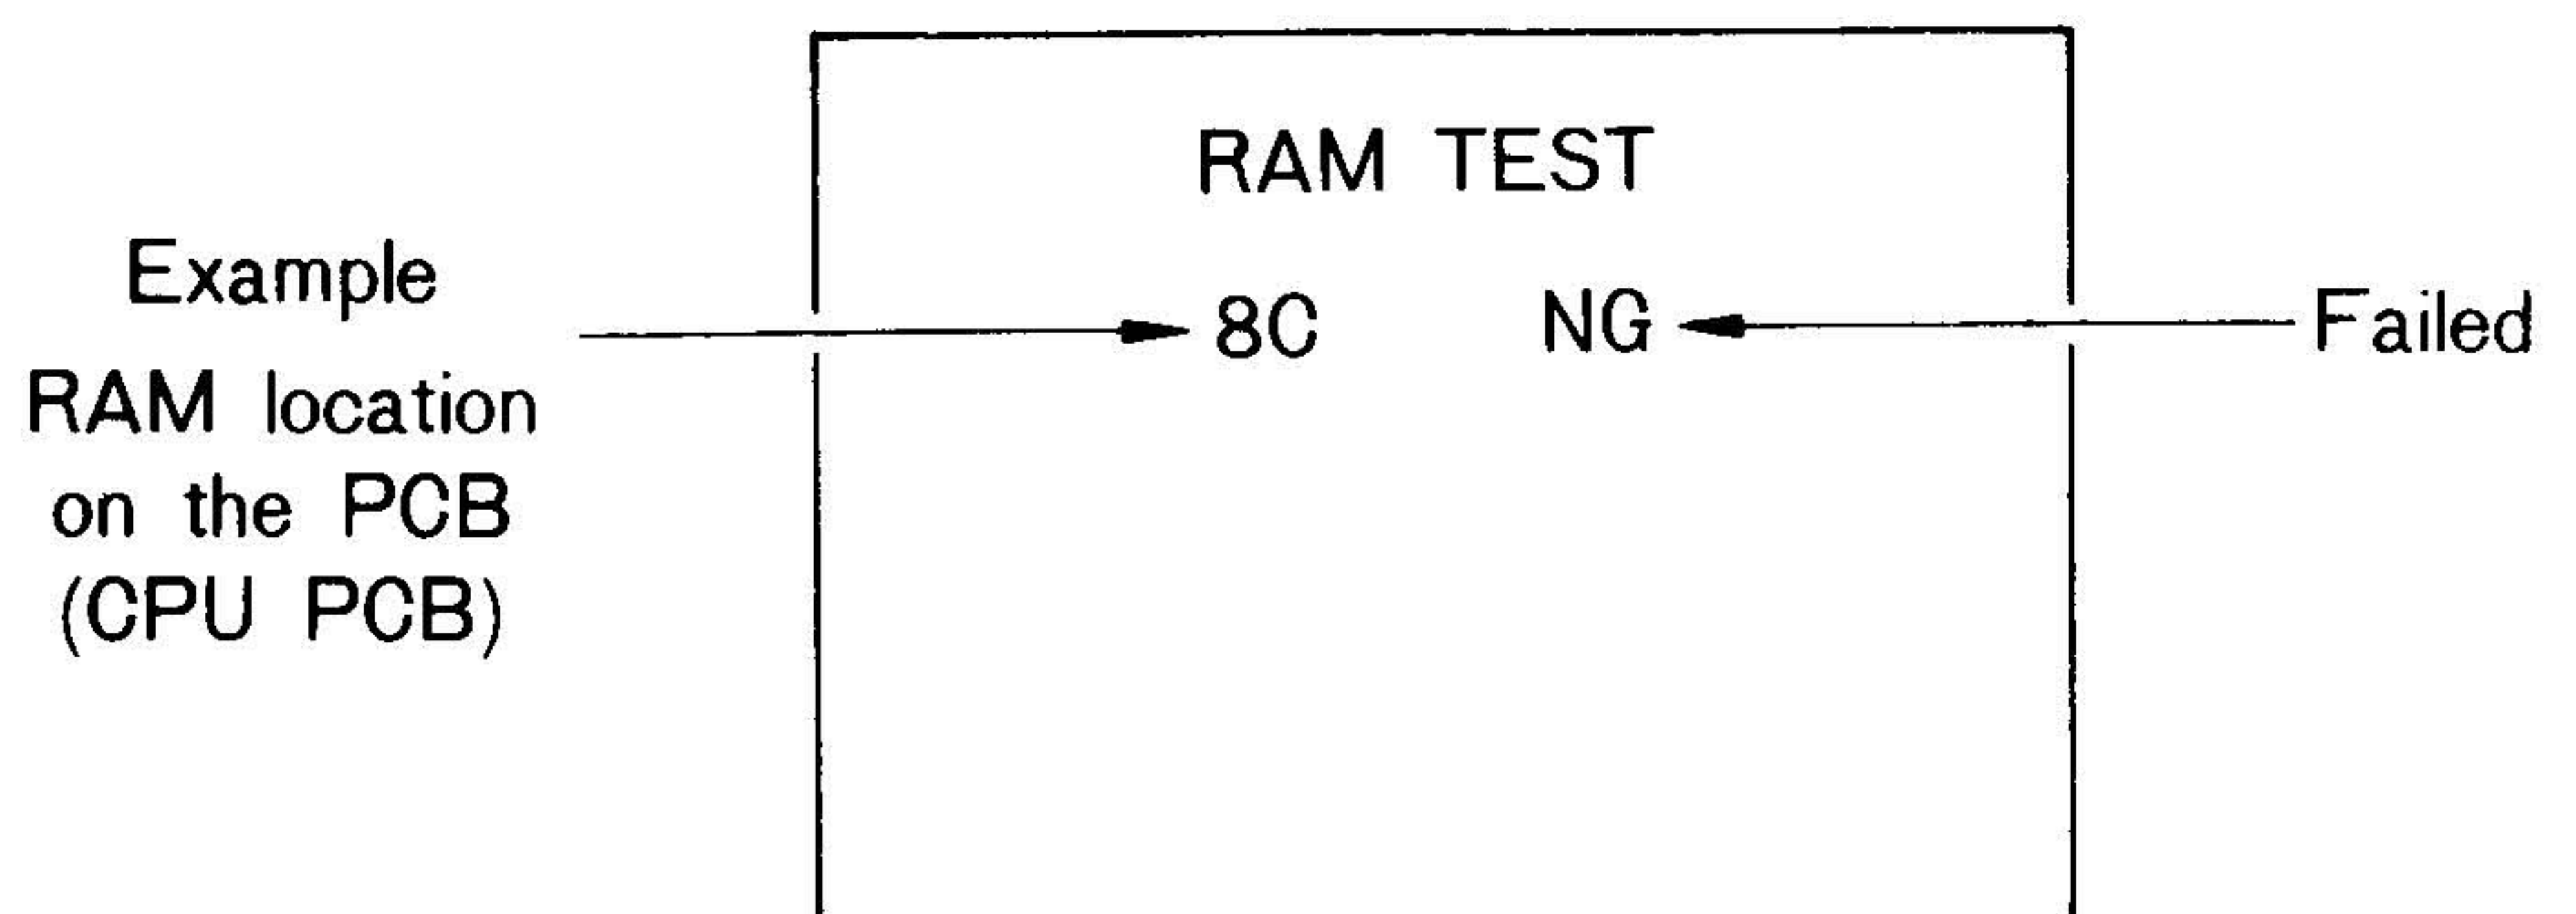 RAM TEST
Example
8C NG
Failed
RAM location
on the PCB
(CPU PCB)